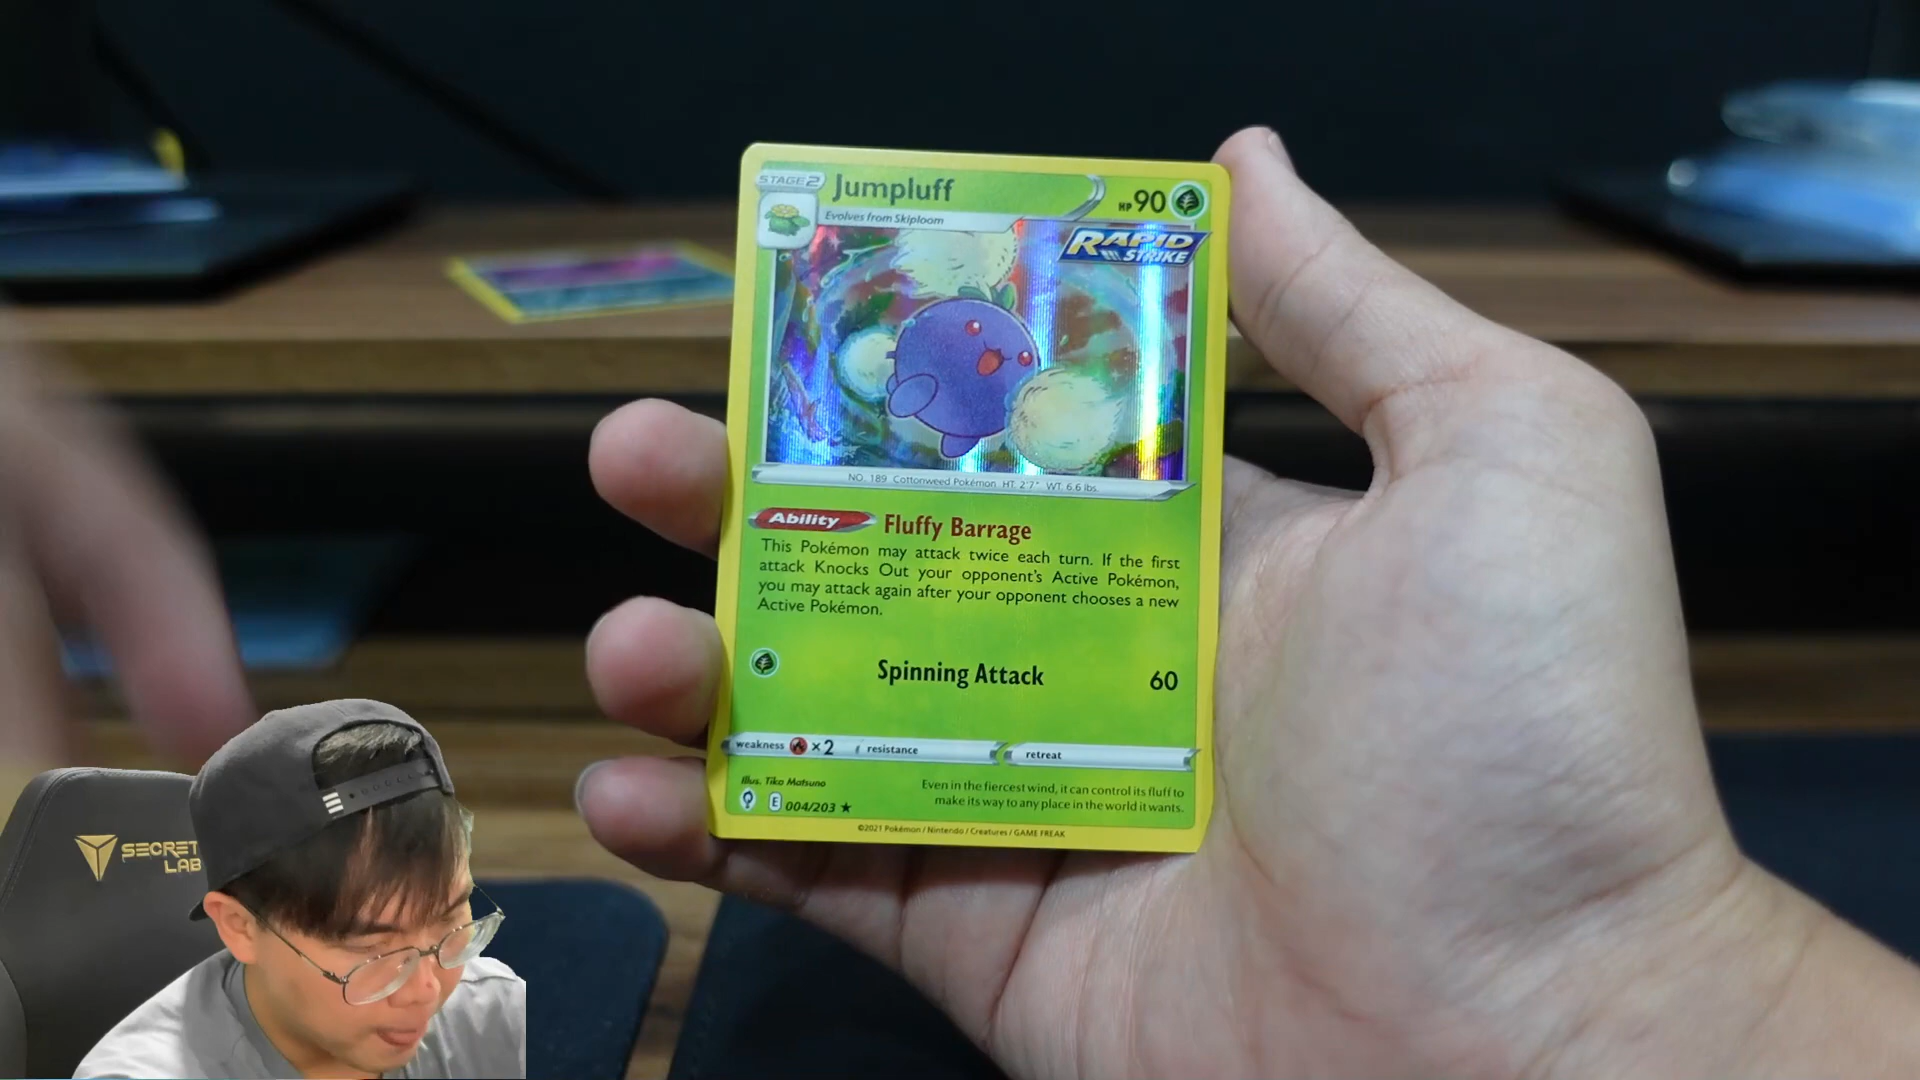 STAGE 2
Jumpluff
HP 90
Evolves from Skiploom
RAPID
STRIKE
NO. 189 Cottonweed Pokémon HT: 2'7" WT: 6.6 lbs.
Ability Fluffy Barrage
This Pokémon may attack twice each turn. If the first
attack Knocks Out your opponent's Active Pokémon,
you may attack again after your opponent chooses a new
Active Pokémon.
Spinning Attack 60
weakness ×2 resistance retreat
Illus. Tika Matsuno
Even in the fiercest wind, it can control its fluff to
make its way to any place in the world it wants.
E 004/203 ★
©2021 Pokémon / Nintendo / Creatures / GAME FREAK
SECRET
LAB